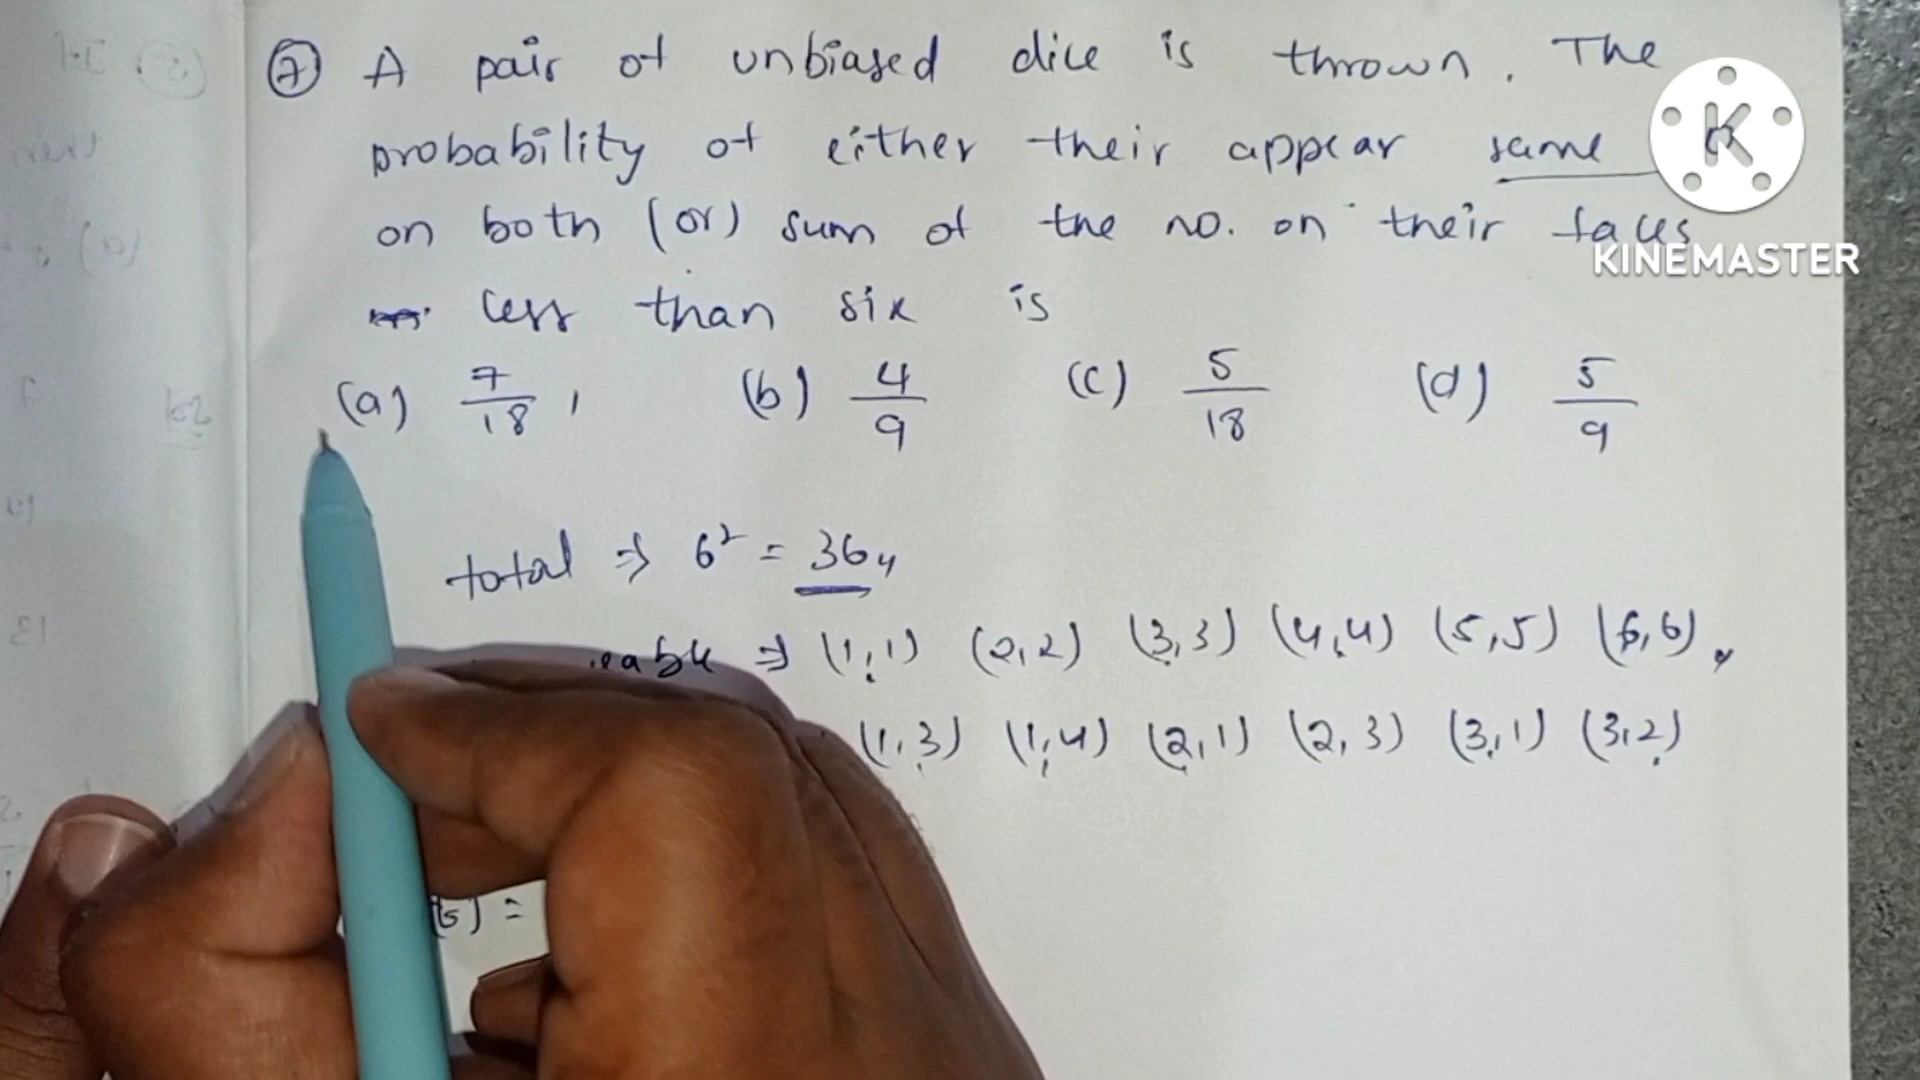 (7) A pair of unbiased dice is thrown. The
probability of either their appear same
on both (or) sum of the no. on their faces
less than six is
(a) 7/18, (b) 4/9 (c) 5/18 (d) 5/9
total ⇒ 6² = 36
⇒ (1,1) (2,2) (3,3) (4,4) (5,5) (6,6),
(1,3) (1,4) (2,1) (2,3) (3,1) (3,2)
=
K
KINEMASTER